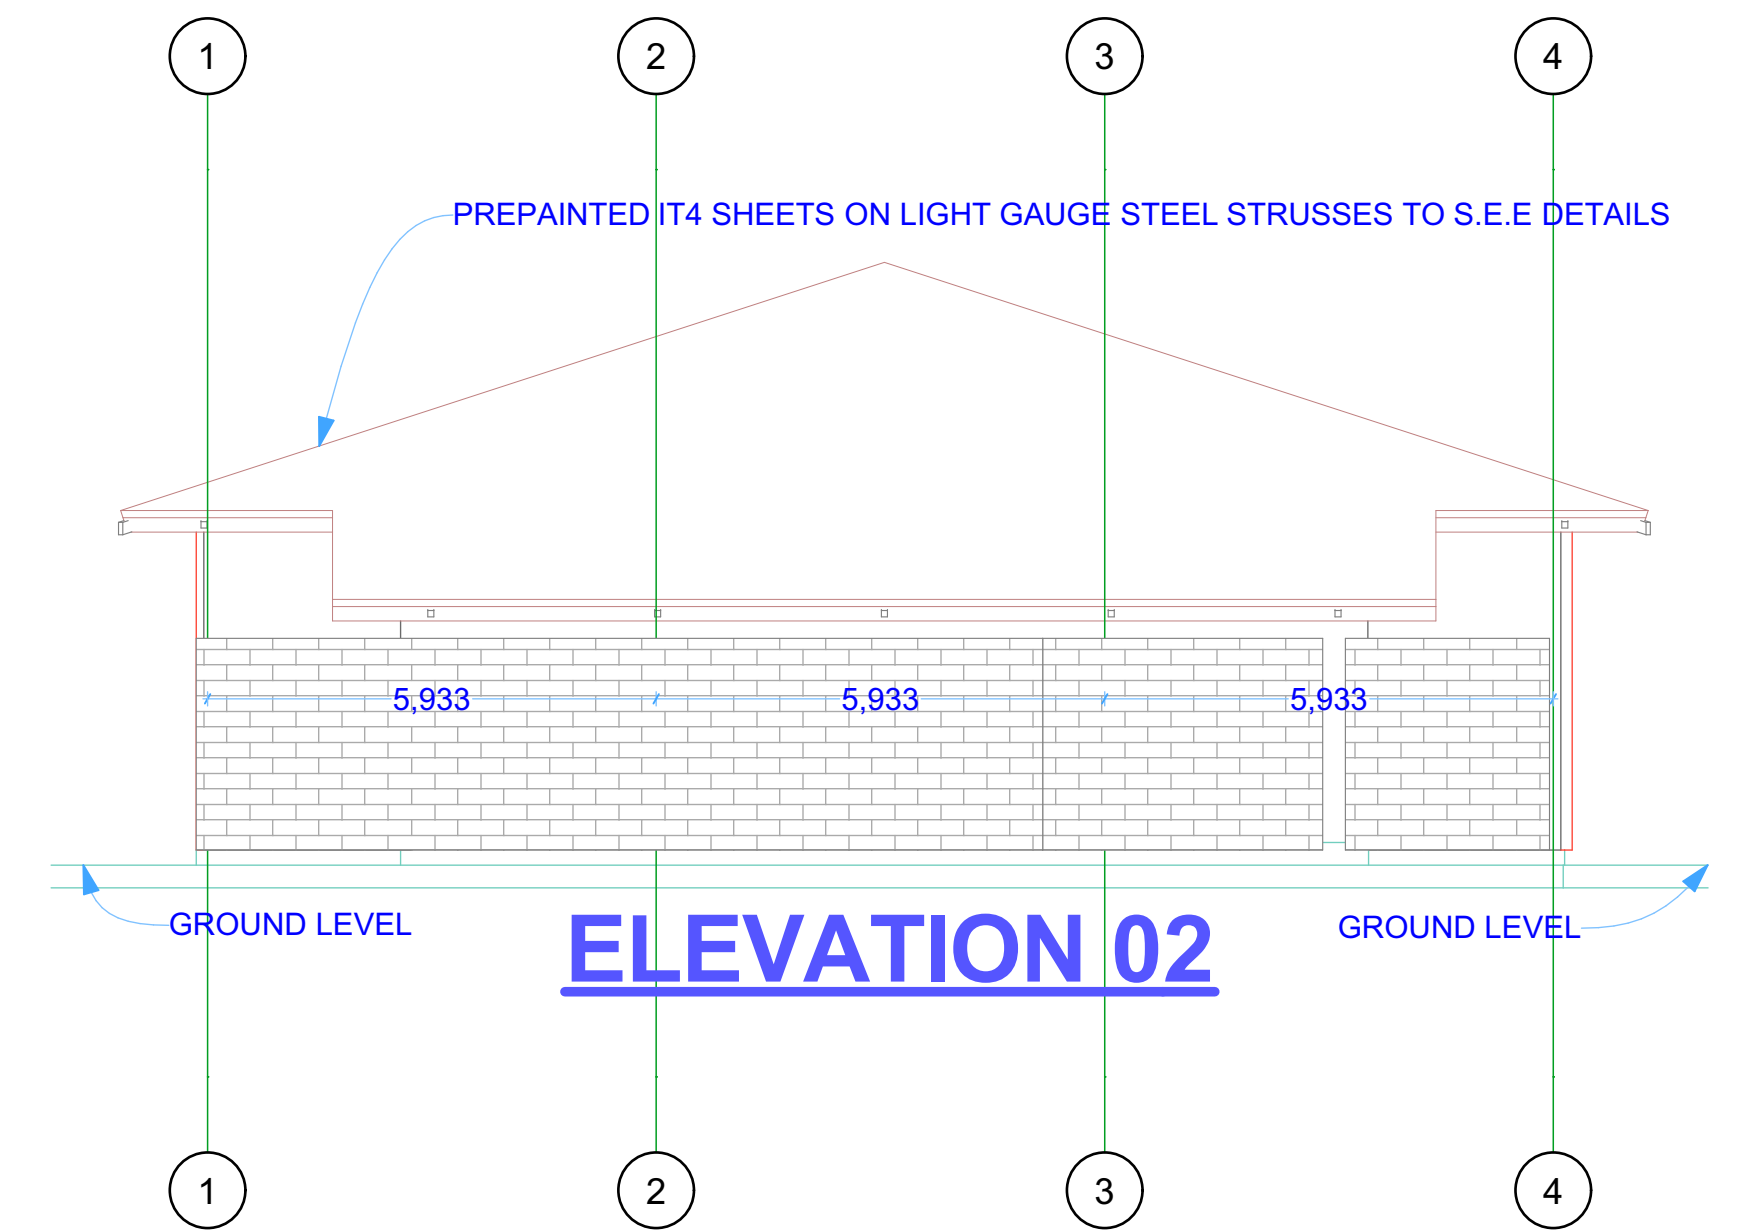 1 2 3 4
PREPAINTED IT4 SHEETS ON LIGHT GAUGE STEEL STRUSSES TO S.E.E DETAILS
5,933 5,933 5,933
GROUND LEVEL
GROUND LEVEL
ELEVATION 02
1 2 3 4